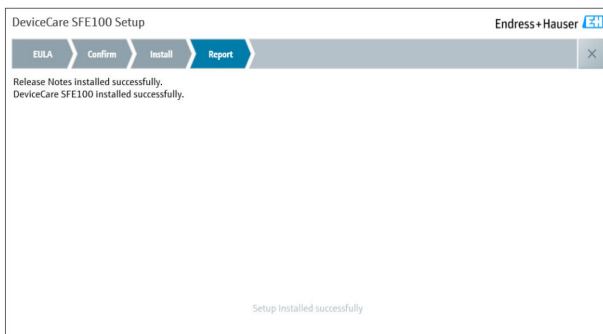 DeviceCare SFE100 Setup
Endress+Hauser EH
EULA Confirm Install Report
Release Notes installed successfully.
DeviceCare SFE100 installed successfully.
Setup installed successfully